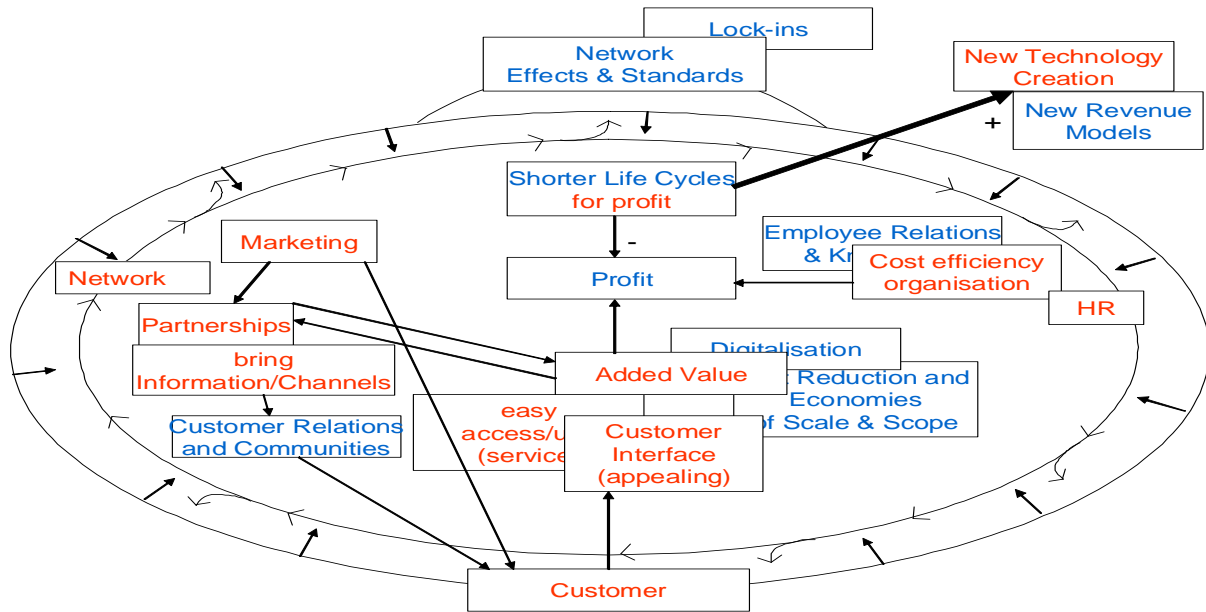 Lock-ins
Network
Effects & Standards
New Technology
Creation
+
New Revenue
Models
Shorter Life Cycles
for profit
-
Marketing
Network
Employee Relations
&
Cost efficiency
organisation
Profit
HR
Partnerships
bring
Information/Channels
Digitalisation
Added Value
Reduction and
Economies
of Scale & Scope
Customer Relations
and Communities
easy
(service
Customer
Interface
(appealing)
Customer